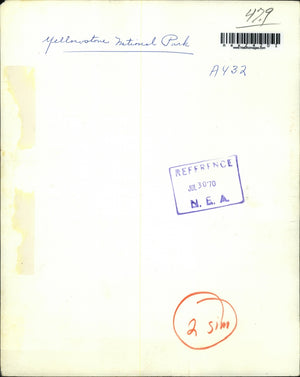 479
Yellowstone National Park
A432
REFERENCE
JUL 30 '70
N. E. A.
2 sim